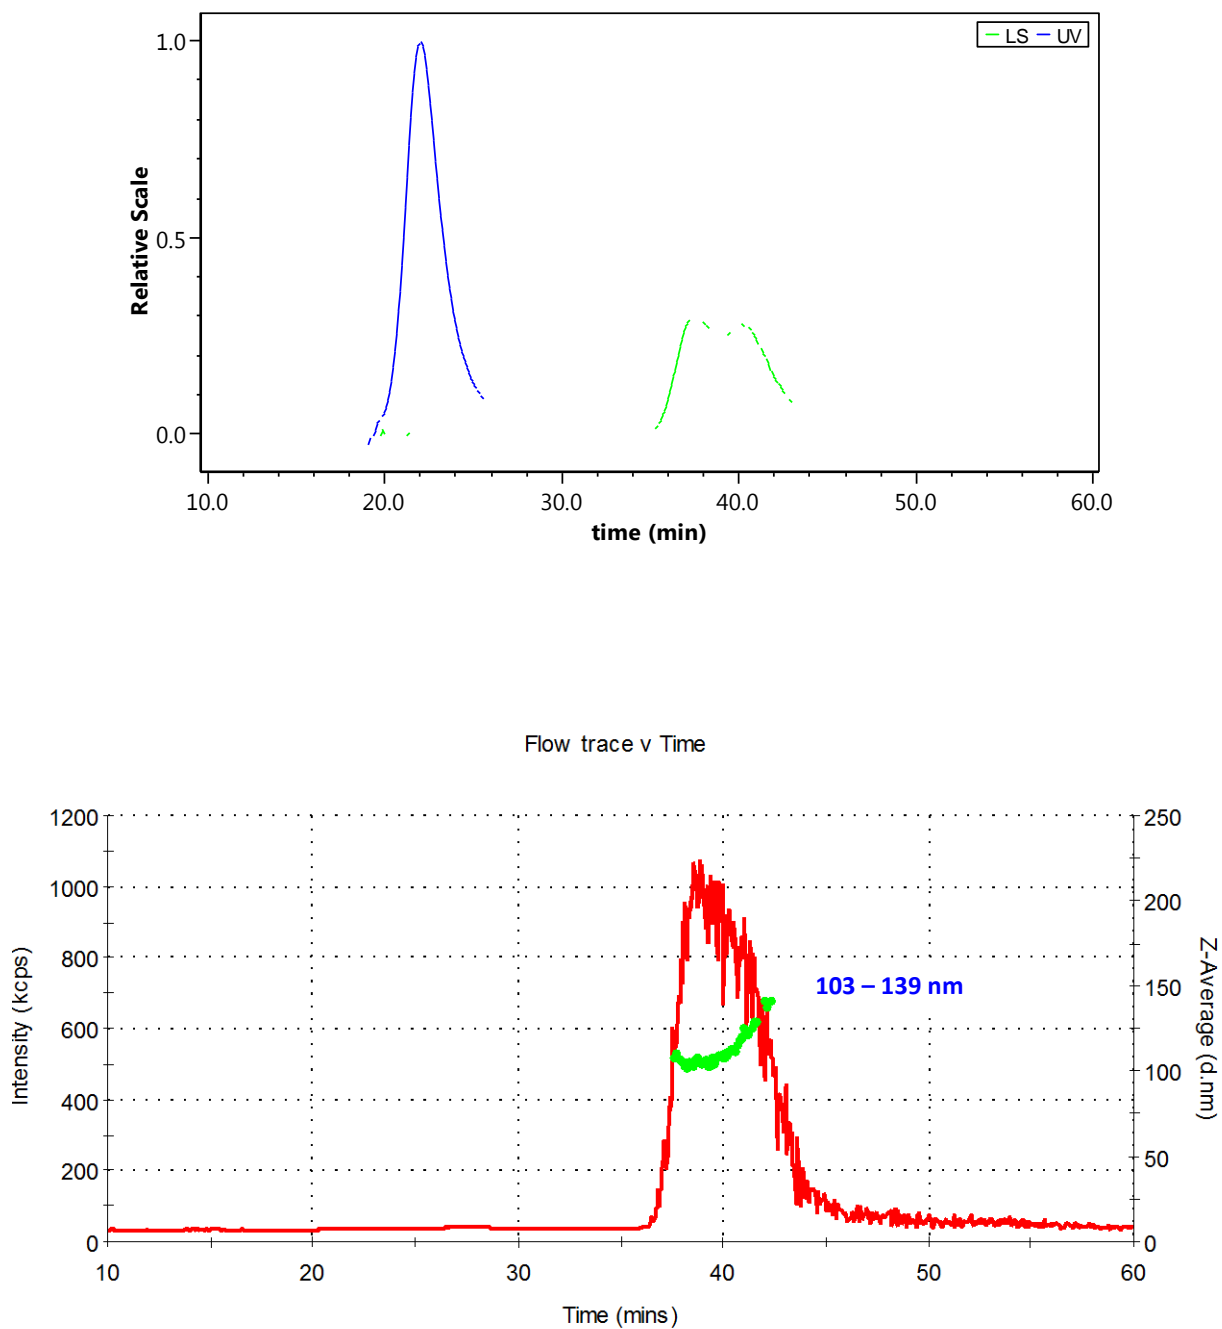 LS UV
1.0
0.5
0.0
Relative Scale
10.0 20.0 30.0 40.0 50.0 60.0
time (min)
Flow trace v Time
1200 250
1000 200
800 150
103 – 139 nm
600
400 100
200 50
0 0
Intensity (kcps)
Z-Average (d.nm)
10 20 30 40 50 60
Time (mins)